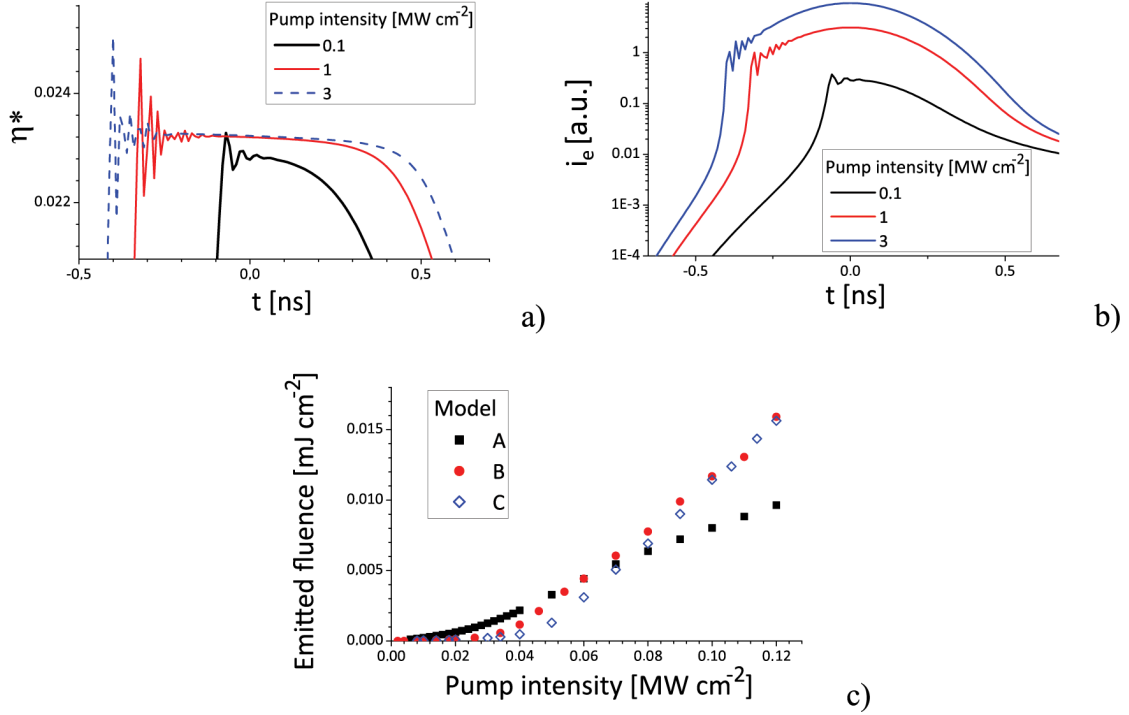 Pump intensity [MW cm⁻²]
0.1
1
3
0.024
0.022
η*
-0.5
0.0
0.5
t [ns]
a)
1
0.1
0.01
1E-3
1E-4
iₑ [a.u.]
Pump intensity [MW cm⁻²]
0.1
1
3
-0.5
0.0
0.5
t [ns]
b)
Model
A
B
C
0.015
0.010
0.005
0.000
Emitted fluence [mJ cm⁻²]
0.00
0.02
0.04
0.06
0.08
0.10
0.12
Pump intensity [MW cm⁻²]
c)